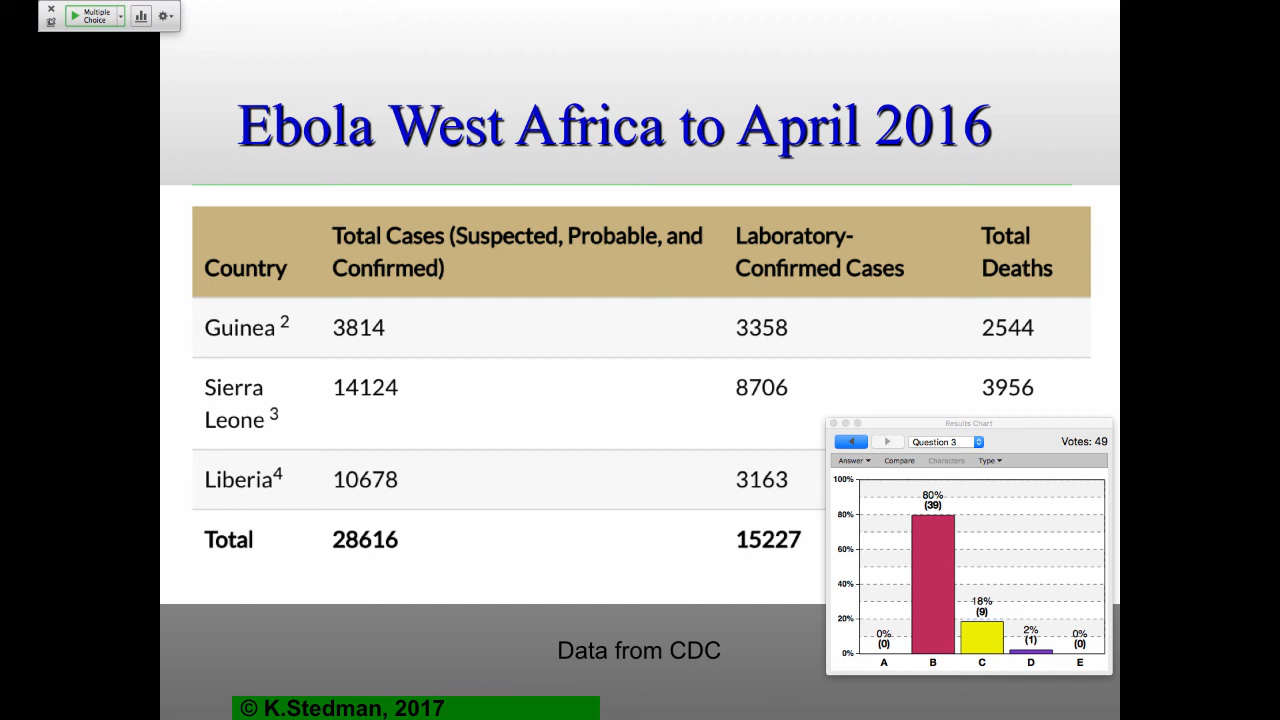 Multiple
Choice
Ebola West Africa to April 2016
Country
Total Cases (Suspected, Probable, and
Confirmed)
Laboratory-
Confirmed Cases
Total
Deaths
Guinea 2
3814
3358
2544
Sierra
Leone 3
14124
8706
3956
Liberia4
10678
3163
Total
28616
15227
Results Chart
Question 3
Votes: 49
Answer
Compare
Characters
Type
100%
80%
60%
40%
20%
0%
0%
(0)
80%
(39)
18%
(9)
2%
(1)
0%
(0)
A B C D E
Data from CDC
© K.Stedman, 2017